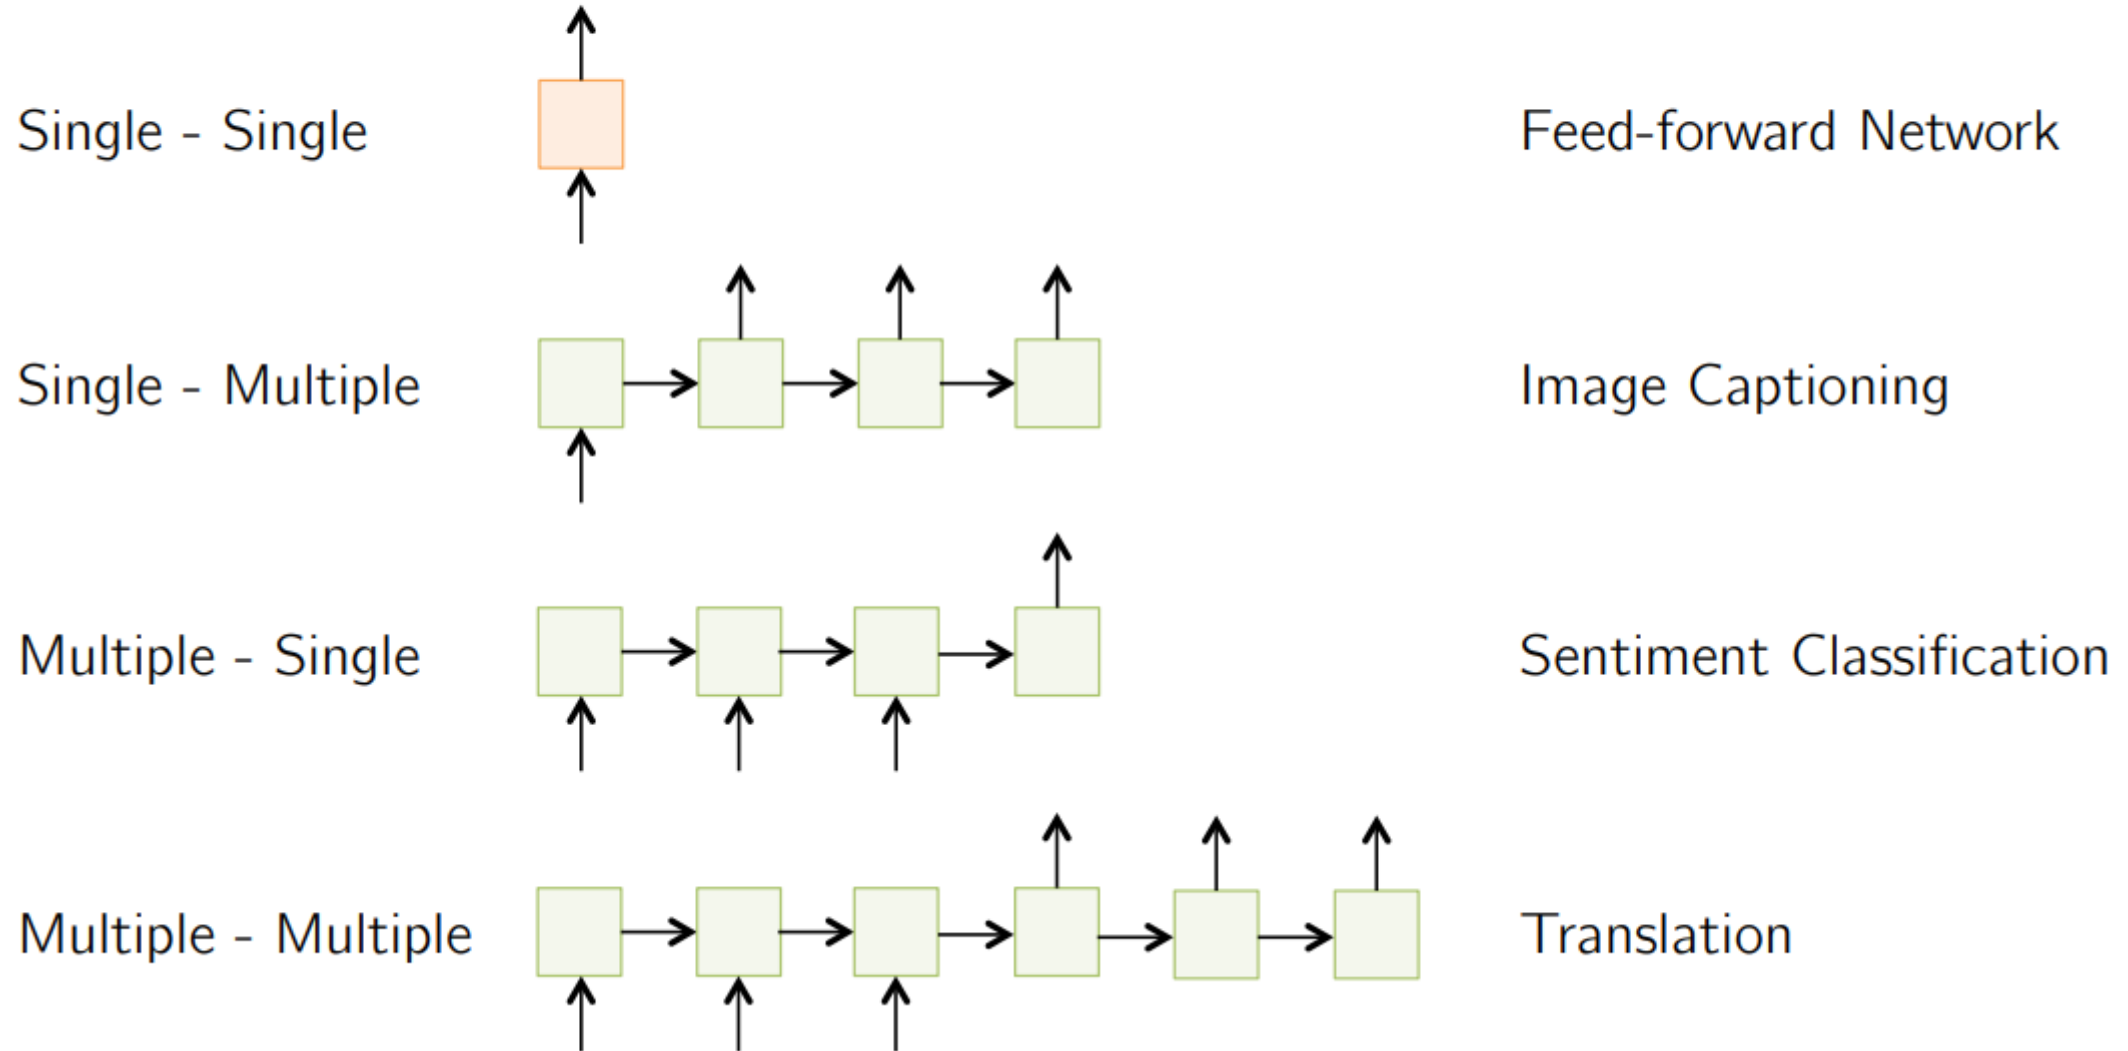 Single - Single
Feed-forward Network
Single - Multiple
Image Captioning
Multiple - Single
Sentiment Classification
Multiple - Multiple
Translation